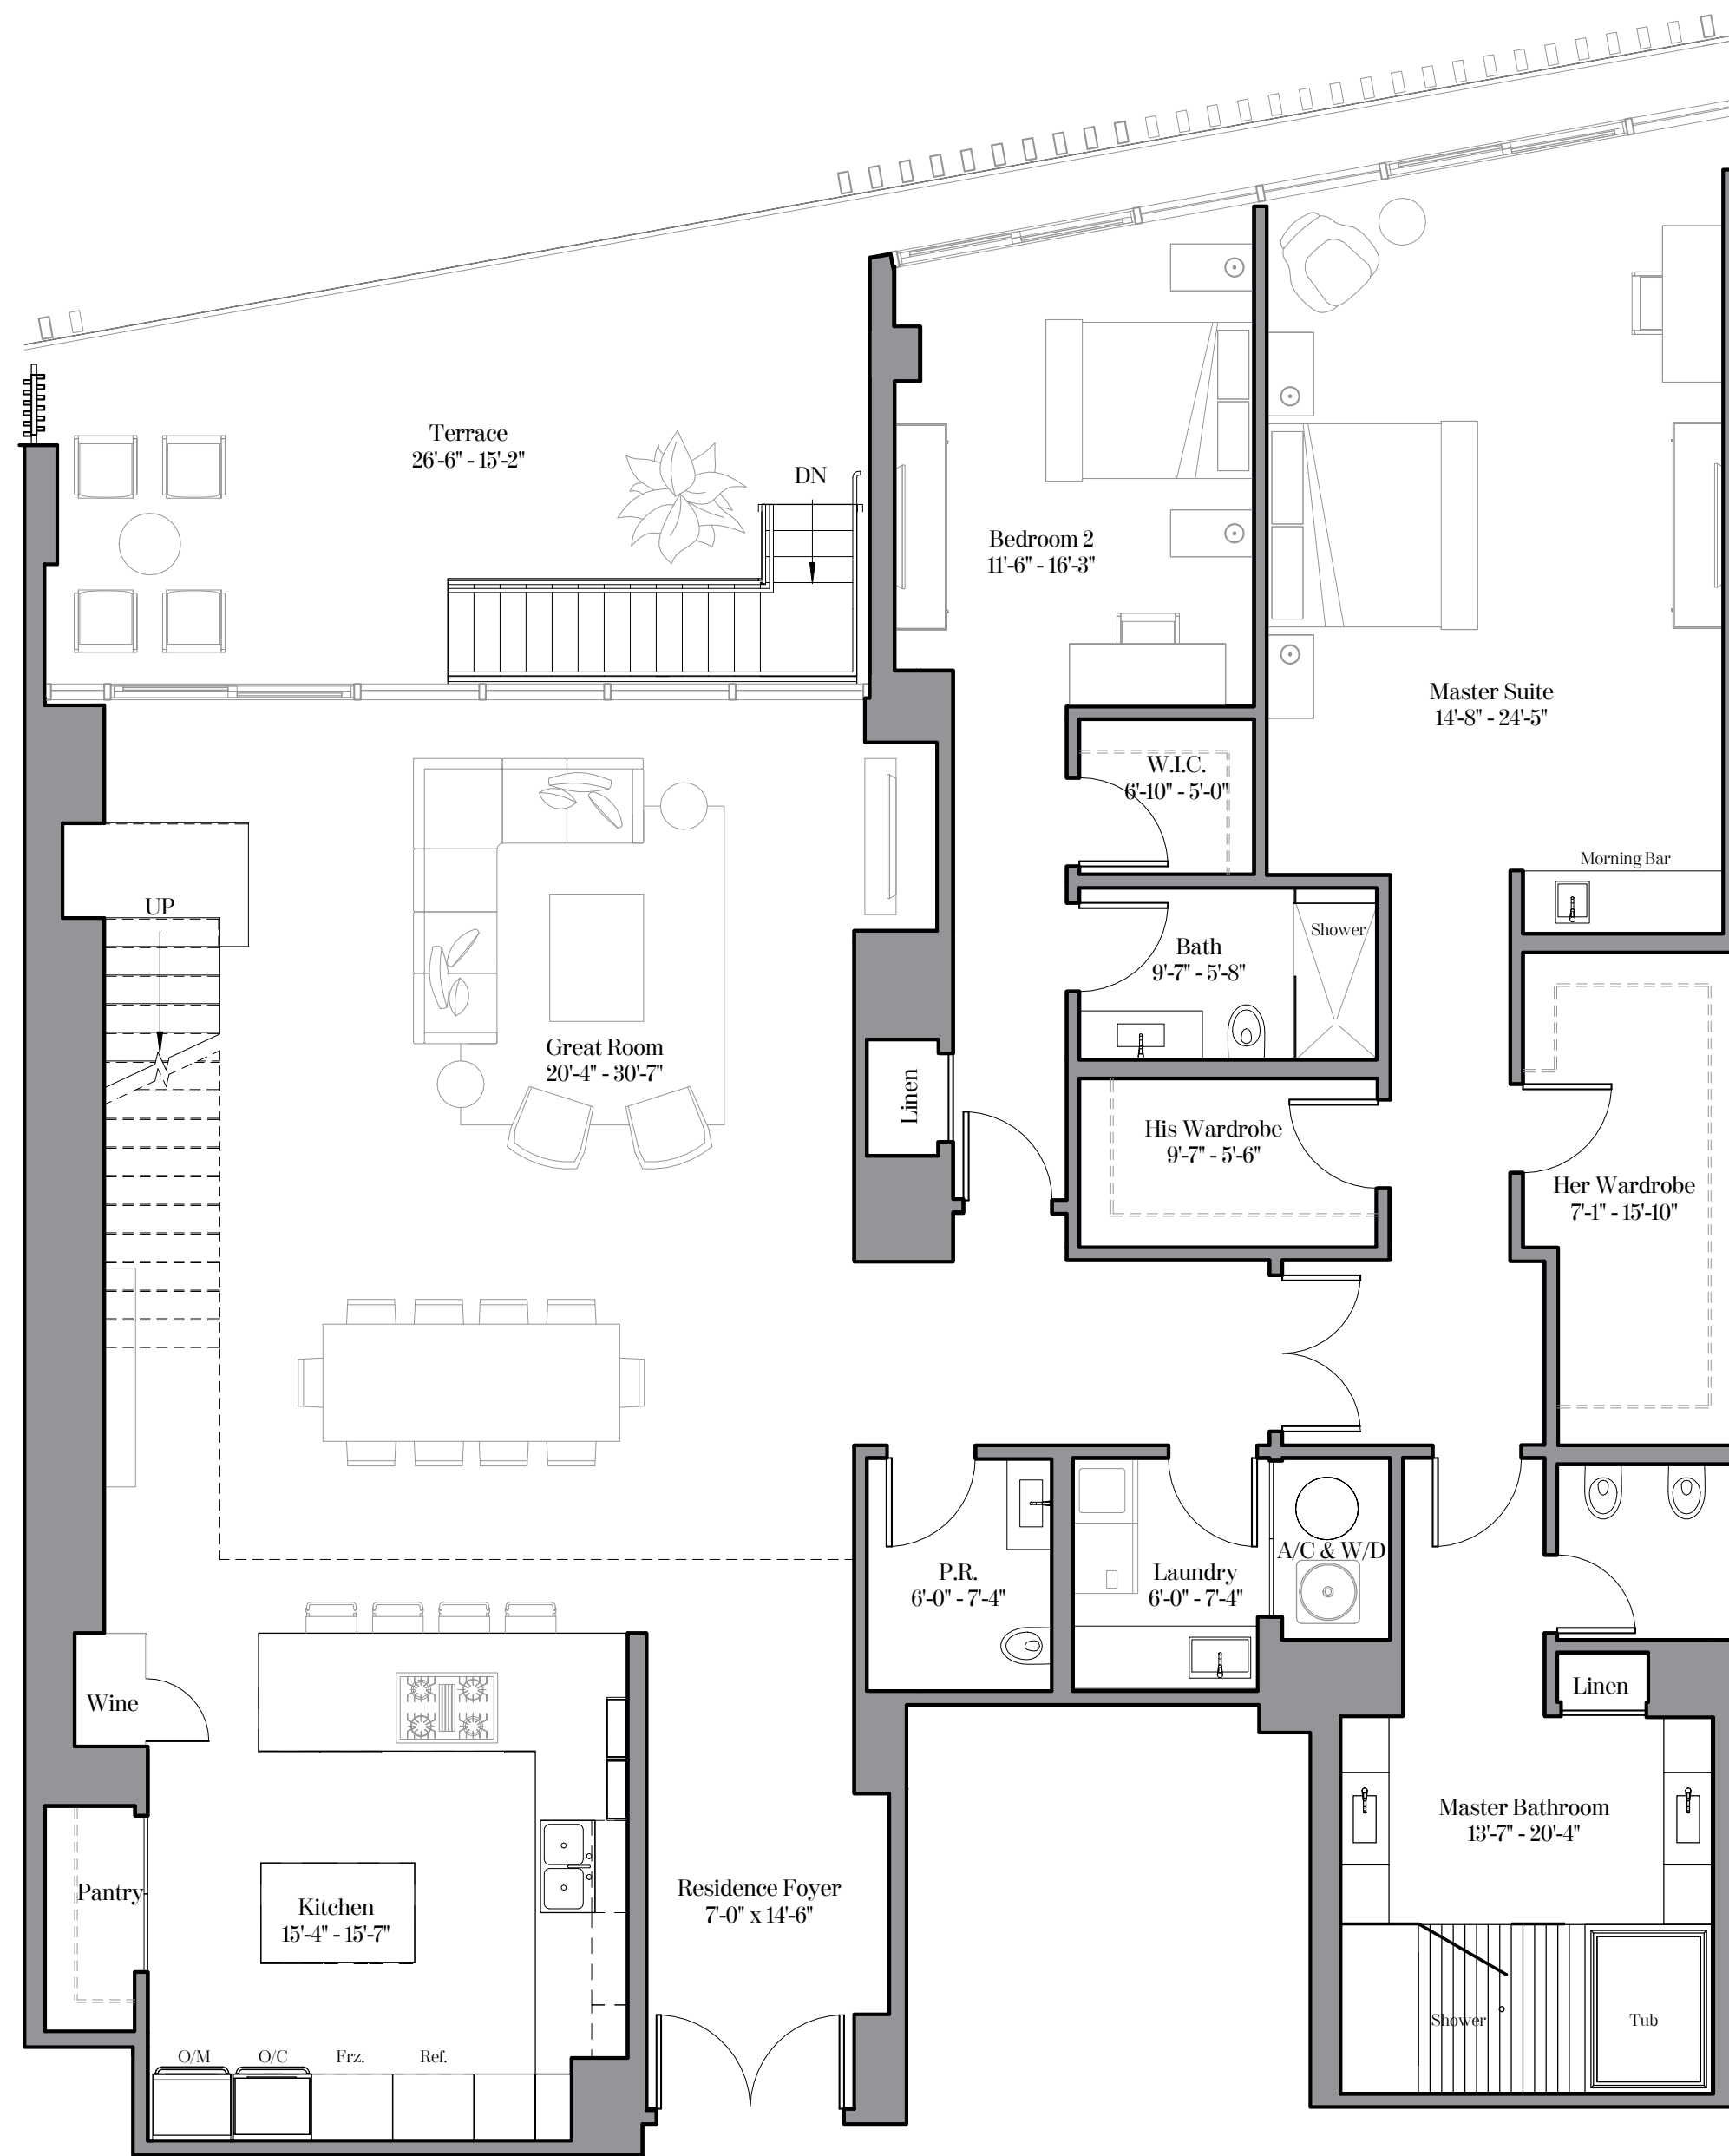 Terrace
26'-6" - 15'-2"
DN
Bedroom 2
11'-6" - 16'-3"
Master Suite
14'-8" - 24'-5"
W.I.C.
6'-10" - 5'-0"
Morning Bar
UP
Shower
Bath
9'-7" - 5'-8"
Great Room
20'-4" - 30'-7"
Linen
His Wardrobe
9'-7" - 5'-6"
Her Wardrobe
7'-1" - 15'-10"
A/C & W/D
P.R.
6'-0" - 7'-4"
Laundry
6'-0" - 7'-4"
Wine
Linen
Master Bathroom
13'-7" - 20'-4"
Pantry
Kitchen
15'-4" - 15'-7"
Residence Foyer
7'-0" x 14'-6"
Shower
Tub
O/M
O/C
Frz.
Ref.